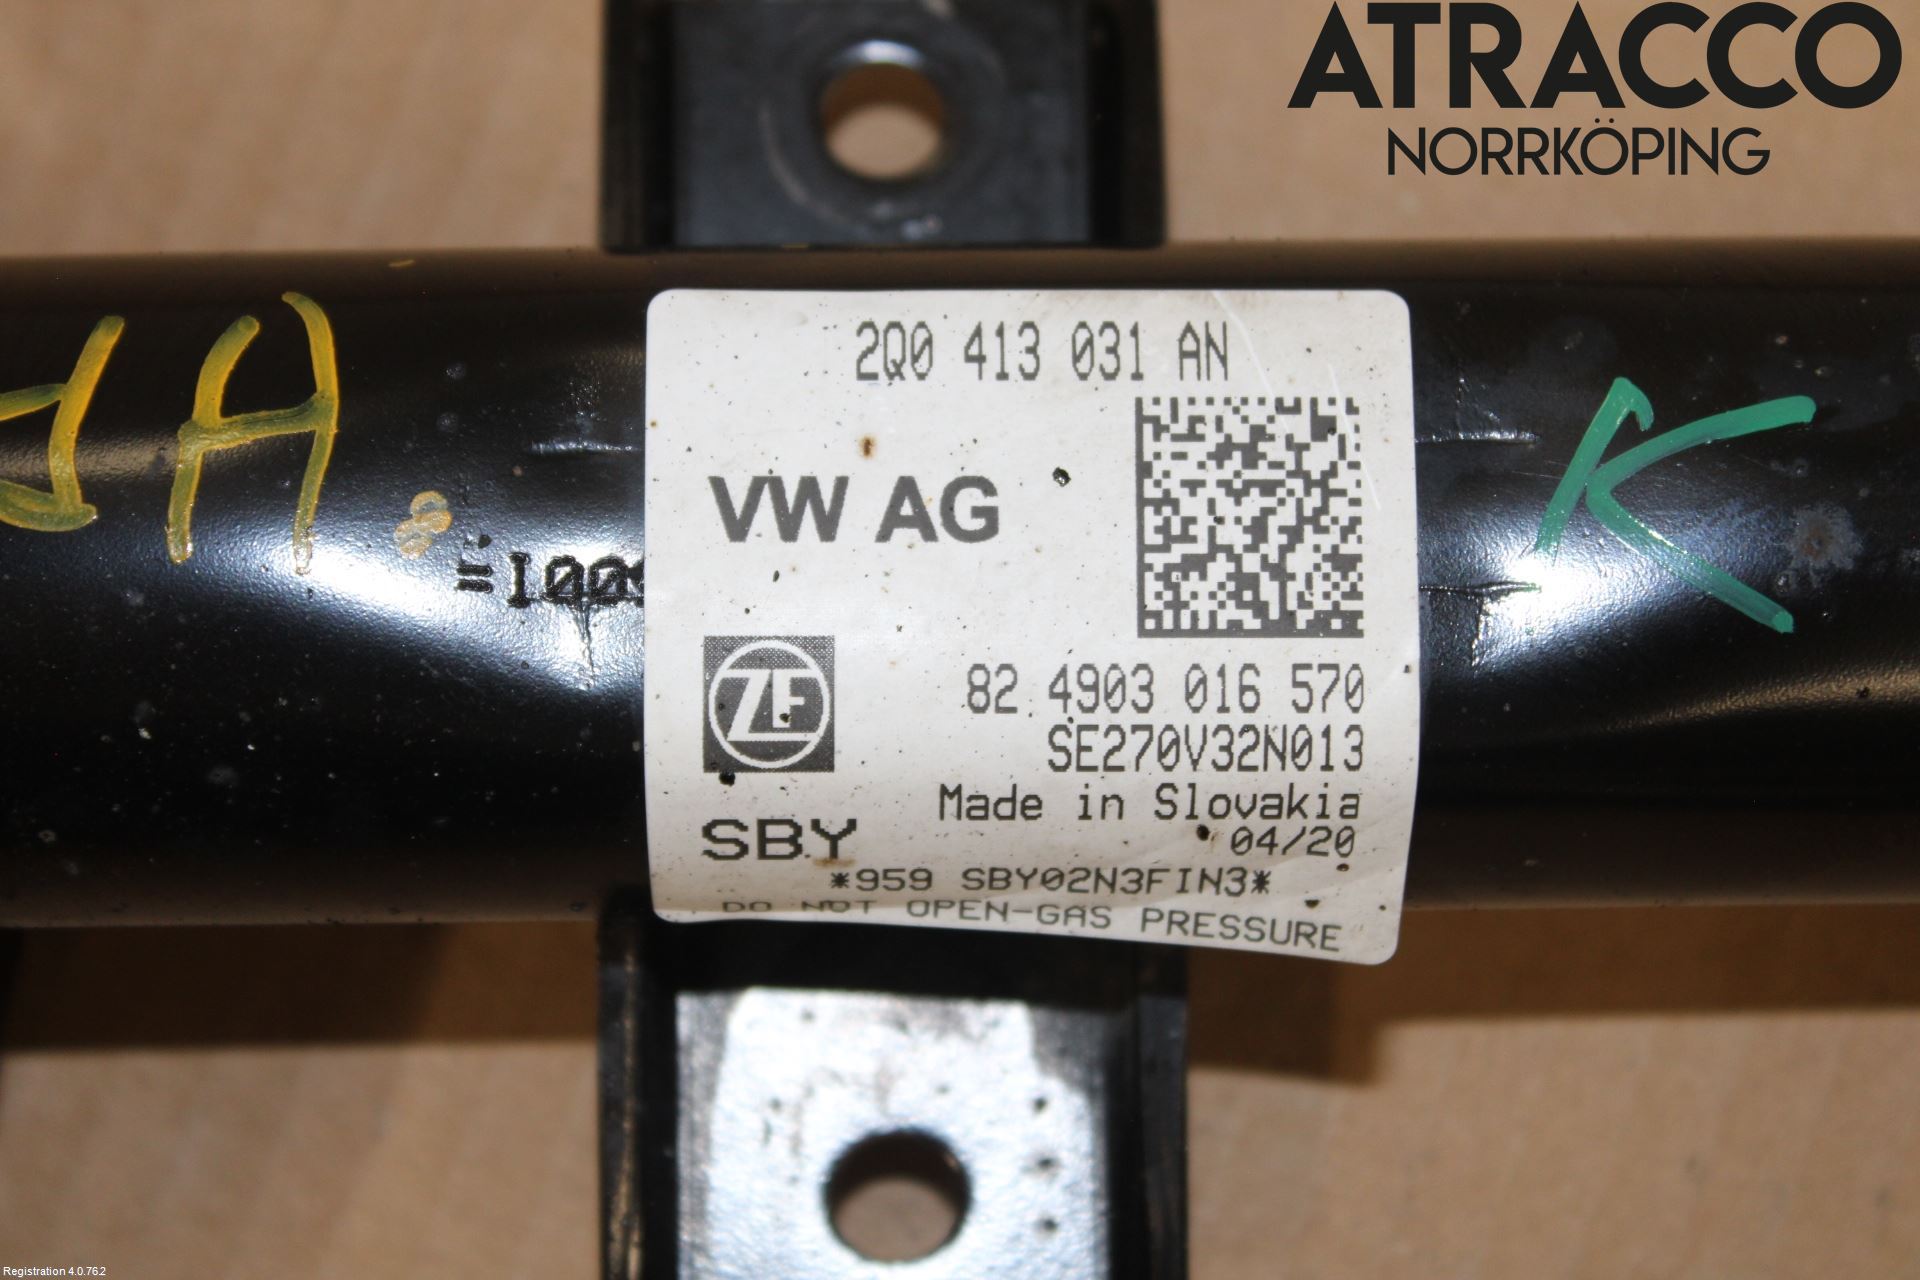 ATRACCO
NORRKÖPING
2Q0 413 031 AN
VW AG
ZF
82 4903 016 570
SE270V32N013
Made in Slovakia
SBY
04/20
*959 SBY02N3FIN3*
DO NOT OPEN-GAS PRESSURE
K
Registration 4.0.76.2